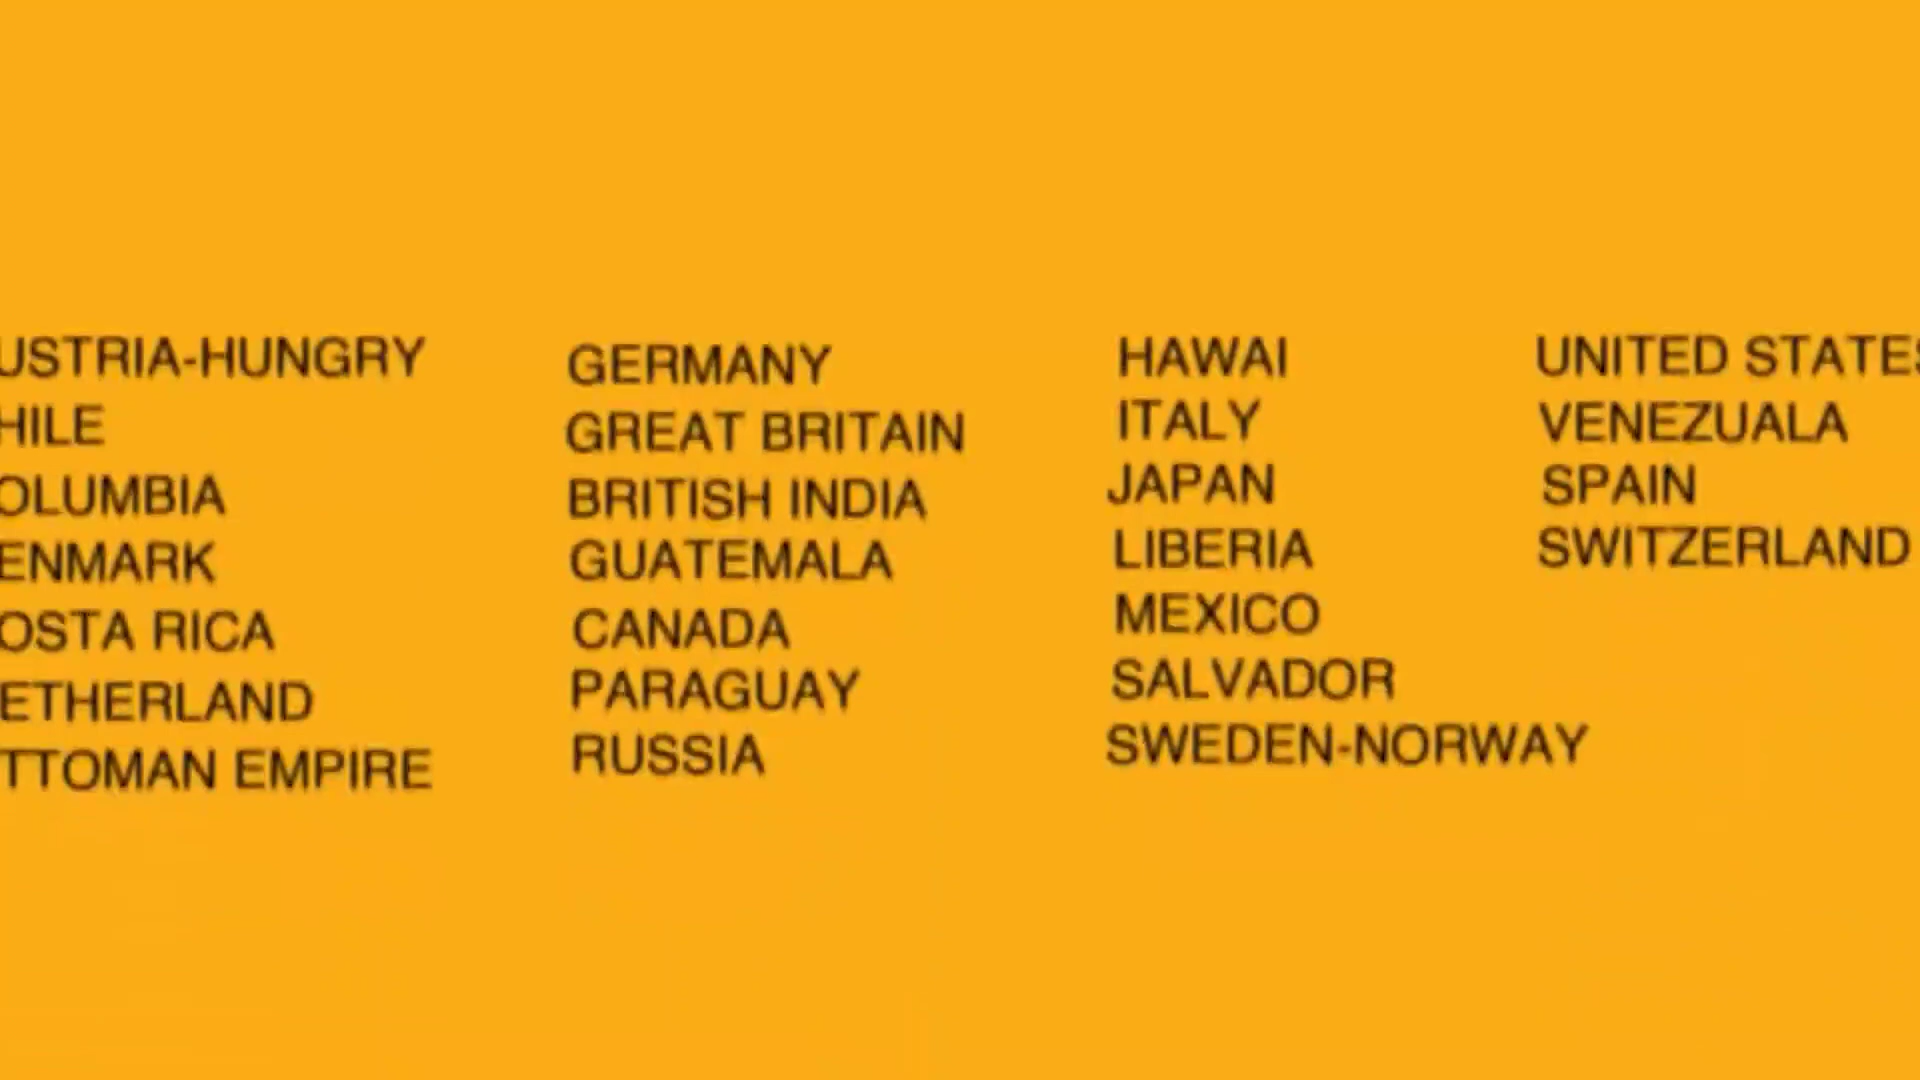 USTRIA-HUNGRY
HILE
OLUMBIA
ENMARK
OSTA RICA
ETHERLAND
TTOMAN EMPIRE
GERMANY
GREAT BRITAIN
BRITISH INDIA
GUATEMALA
CANADA
PARAGUAY
RUSSIA
HAWAI
ITALY
JAPAN
LIBERIA
MEXICO
SALVADOR
SWEDEN-NORWAY
UNITED STATES
VENEZUALA
SPAIN
SWITZERLAND